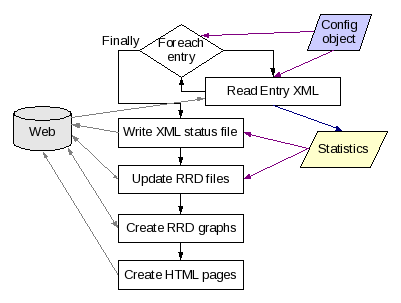 Config
object
Finally
Foreach
entry
Read Entry XML
Web
Write XML status file
Statistics
Update RRD files
Create RRD graphs
Create HTML pages